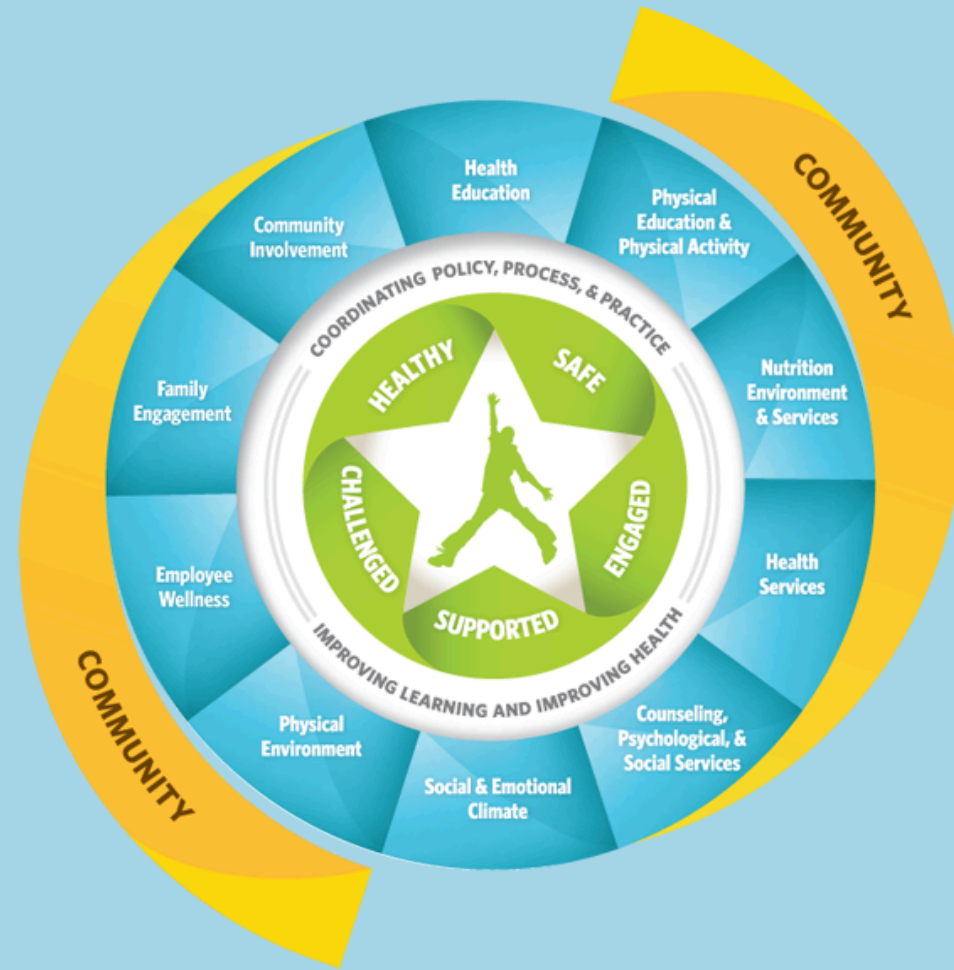 COMMUNITY
Health
Education
Physical
Education &
Physical Activity
Nutrition
Environment
& Services
Health
Services
Counseling,
Psychological, &
Social Services
Social & Emotional
Climate
Physical
Environment
Employee
Wellness
Family
Engagement
Community
Involvement
COORDINATING POLICY, PROCESS, & PRACTICE
IMPROVING LEARNING AND IMPROVING HEALTH
HEALTHY
SAFE
ENGAGED
SUPPORTED
CHALLENGED
COMMUNITY